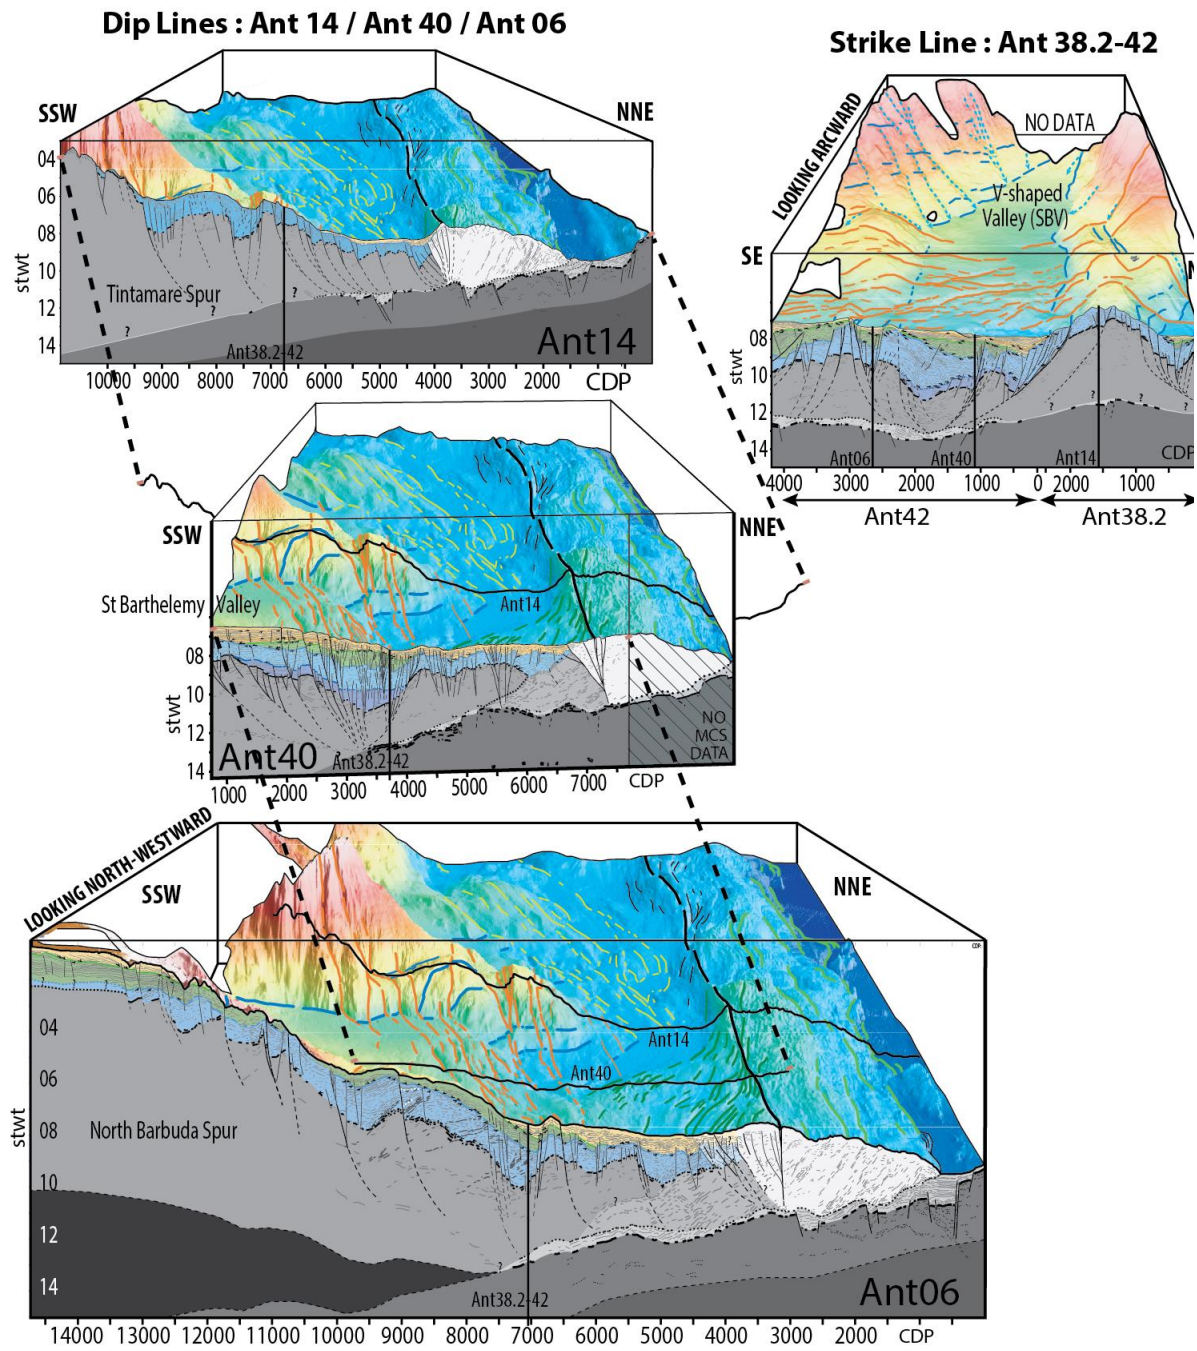 Dip Lines : Ant 14 / Ant 40 / Ant 06
Strike Line : Ant 38.2-42
SSW
NNE
04
06
08
10
12
14
stwt
Tintamare Spur
?
?
?
Ant38.2-42
Ant14
10000 9000 8000 7000 6000 5000 4000 3000 2000 CDP
LOOKING ARCWARD
NO DATA
V-shaped
Valley (SBV)
SE
N
08
10
12
14
stwt
? ? ? ?
Ant06
Ant40
Ant14
CDP
4000 3000 2000 1000 0 2000 1000
Ant42
Ant38.2
SSW
NNE
St Barthelemy Valley
Ant14
08
10
12
14
stwt
NO
MCS
DATA
Ant40
Ant38.2-42
1000 2000 3000 4000 5000 6000 7000 CDP
LOOKING NORTH-WESTWARD
SSW
NNE
CDP
Ant14
Ant40
04
06
08
10
12
14
stwt
North Barbuda Spur
?
?
?
Ant38.2-42
Ant06
14000 13000 12000 11000 10000 9000 8000 7000 6000 5000 4000 3000 2000 CDP